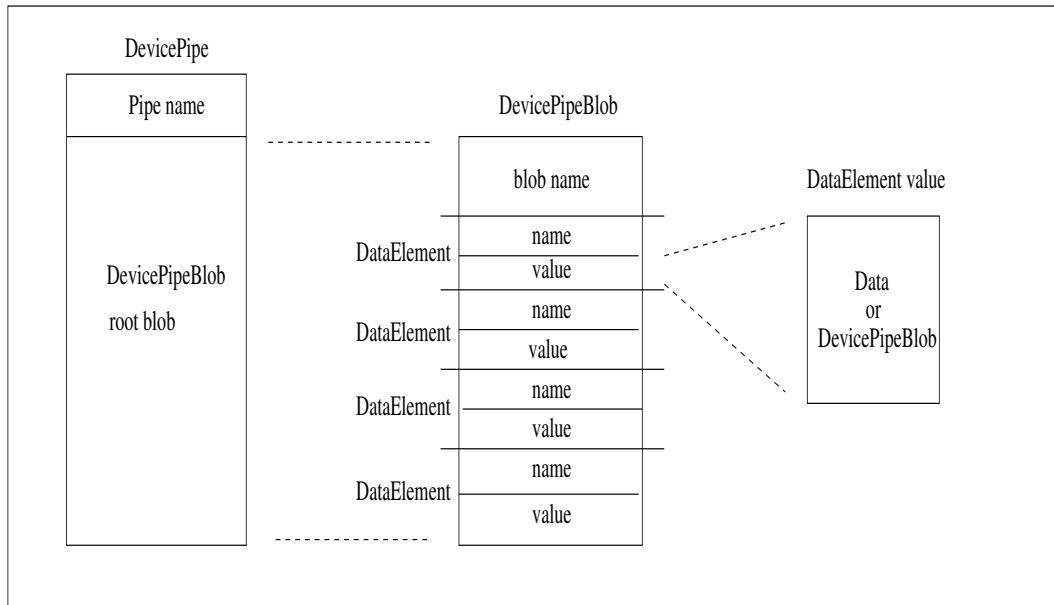 DevicePipe
Pipe name
DevicePipeBlob
root blob
DevicePipeBlob
blob name
DataElement
name
value
DataElement
name
value
DataElement
name
value
DataElement
name
value
DataElement value
Data
or
DevicePipeBlob